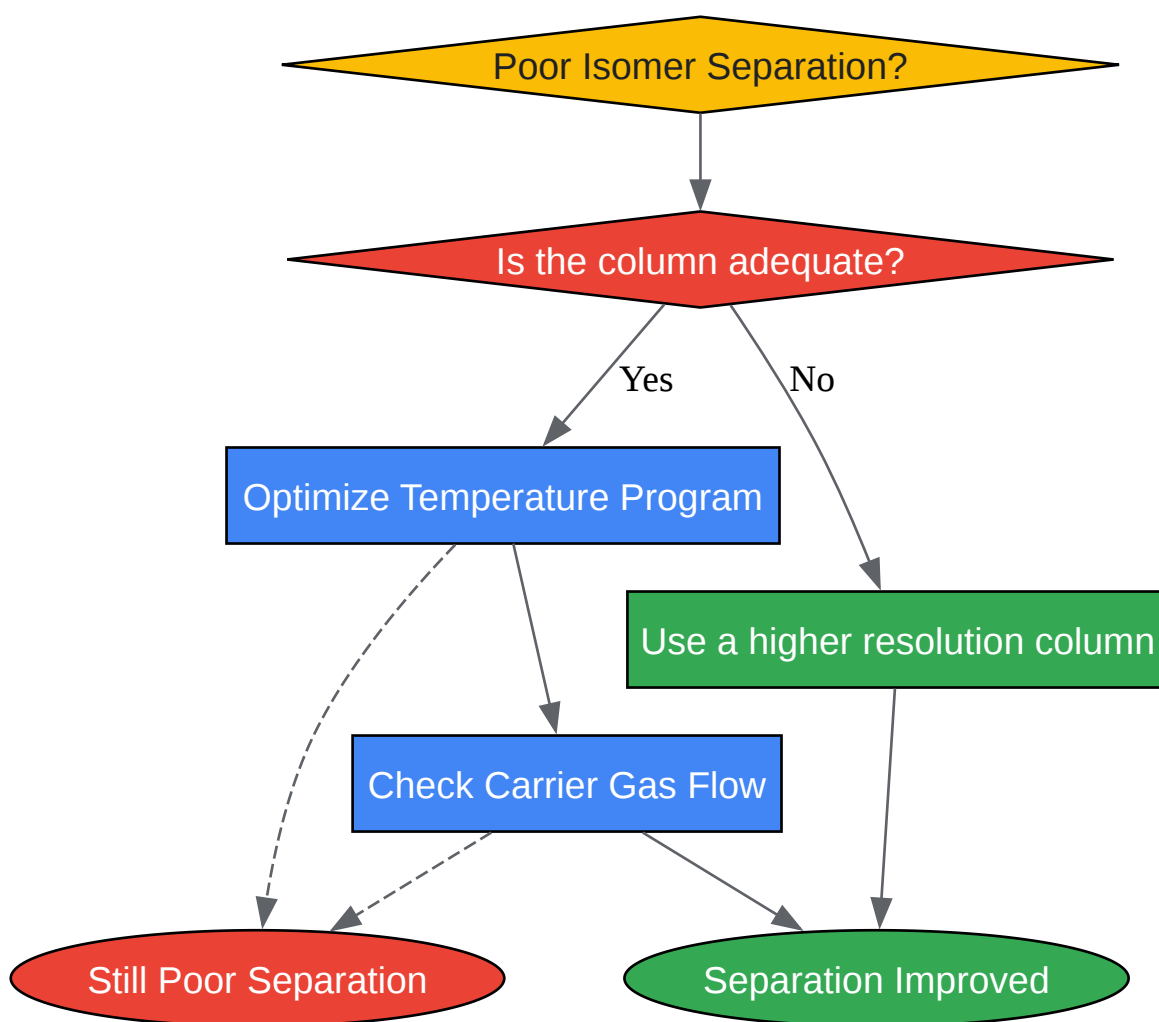 Poor Isomer Separation?
Is the column adequate?
Yes
No
Optimize Temperature Program
Use a higher resolution column
Check Carrier Gas Flow
Still Poor Separation
Separation Improved